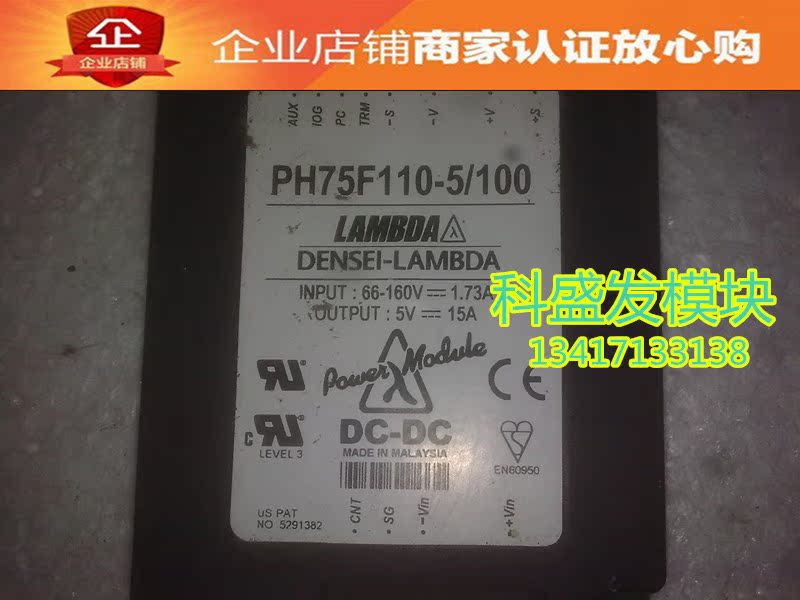 企
企业店铺
企业店铺商家认证放心购
AUX IOG PC TRM -S -V +V +S
PH75F110-5/100
LAMBDA
DENSEI-LAMBDA
INPUT : 66-160V 1.73A
OUTPUT : 5V 15A
科盛发模块
13417133138
Power Module
CE
DC-DC
c
LEVEL 3
MADE IN MALAYSIA
EN60950
US PAT
NO 5291382
CNT SG -Vin +Vin